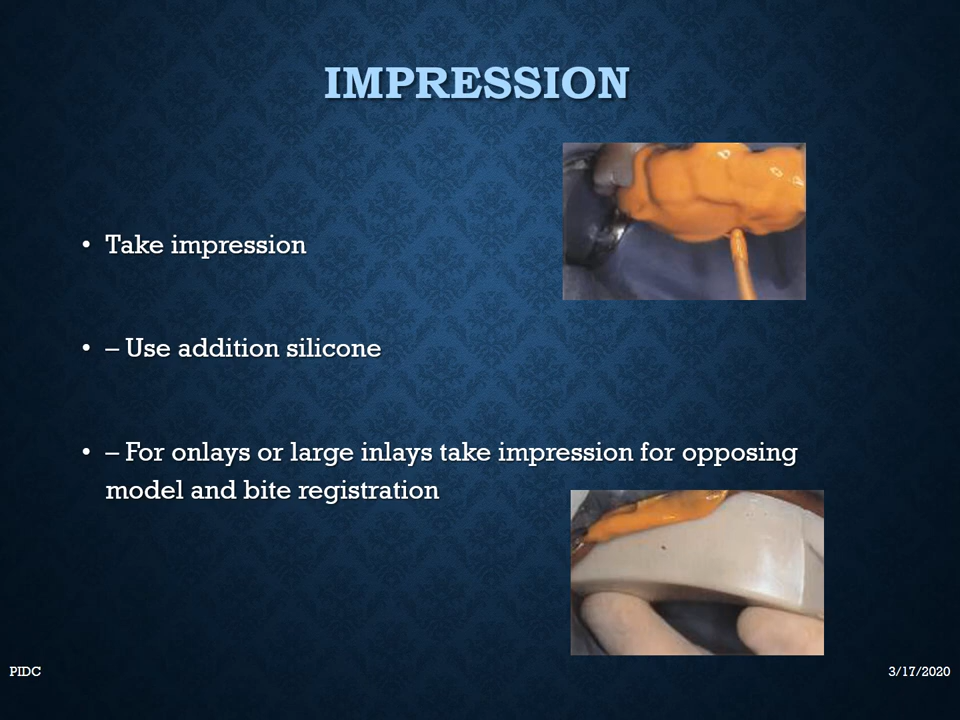 IMPRESSION
• Take impression
• – Use addition silicone
• – For onlays or large inlays take impression for opposing
model and bite registration
PIDC
3/17/2020